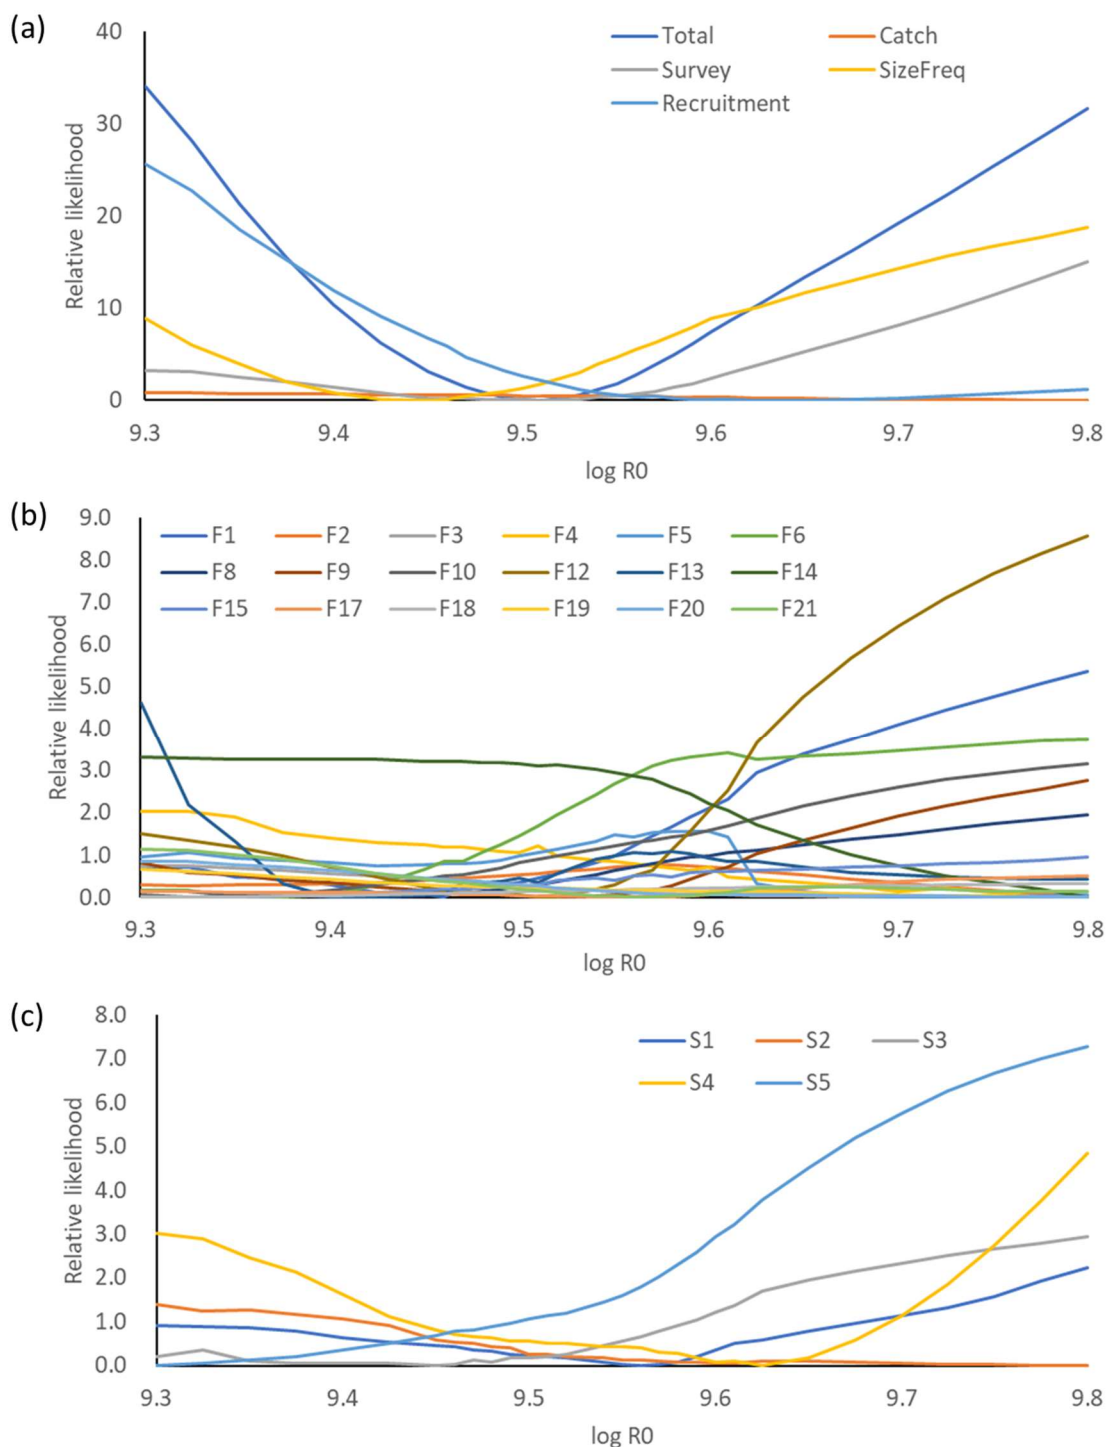 (a)
40
30
20
10
0
Relative likelihood
Total Catch
Survey SizeFreq
Recruitment
9.3 9.4 9.5 9.6 9.7 9.8
log R0
(b)
9.0
8.0
7.0
6.0
5.0
4.0
3.0
2.0
1.0
0.0
Relative likelihood
F1 F2 F3 F4 F5 F6
F8 F9 F10 F12 F13 F14
F15 F17 F18 F19 F20 F21
9.3 9.4 9.5 9.6 9.7 9.8
log R0
(c)
8.0
7.0
6.0
5.0
4.0
3.0
2.0
1.0
0.0
Relative likelihood
S1 S2 S3
S4 S5
9.3 9.4 9.5 9.6 9.7 9.8
log R0